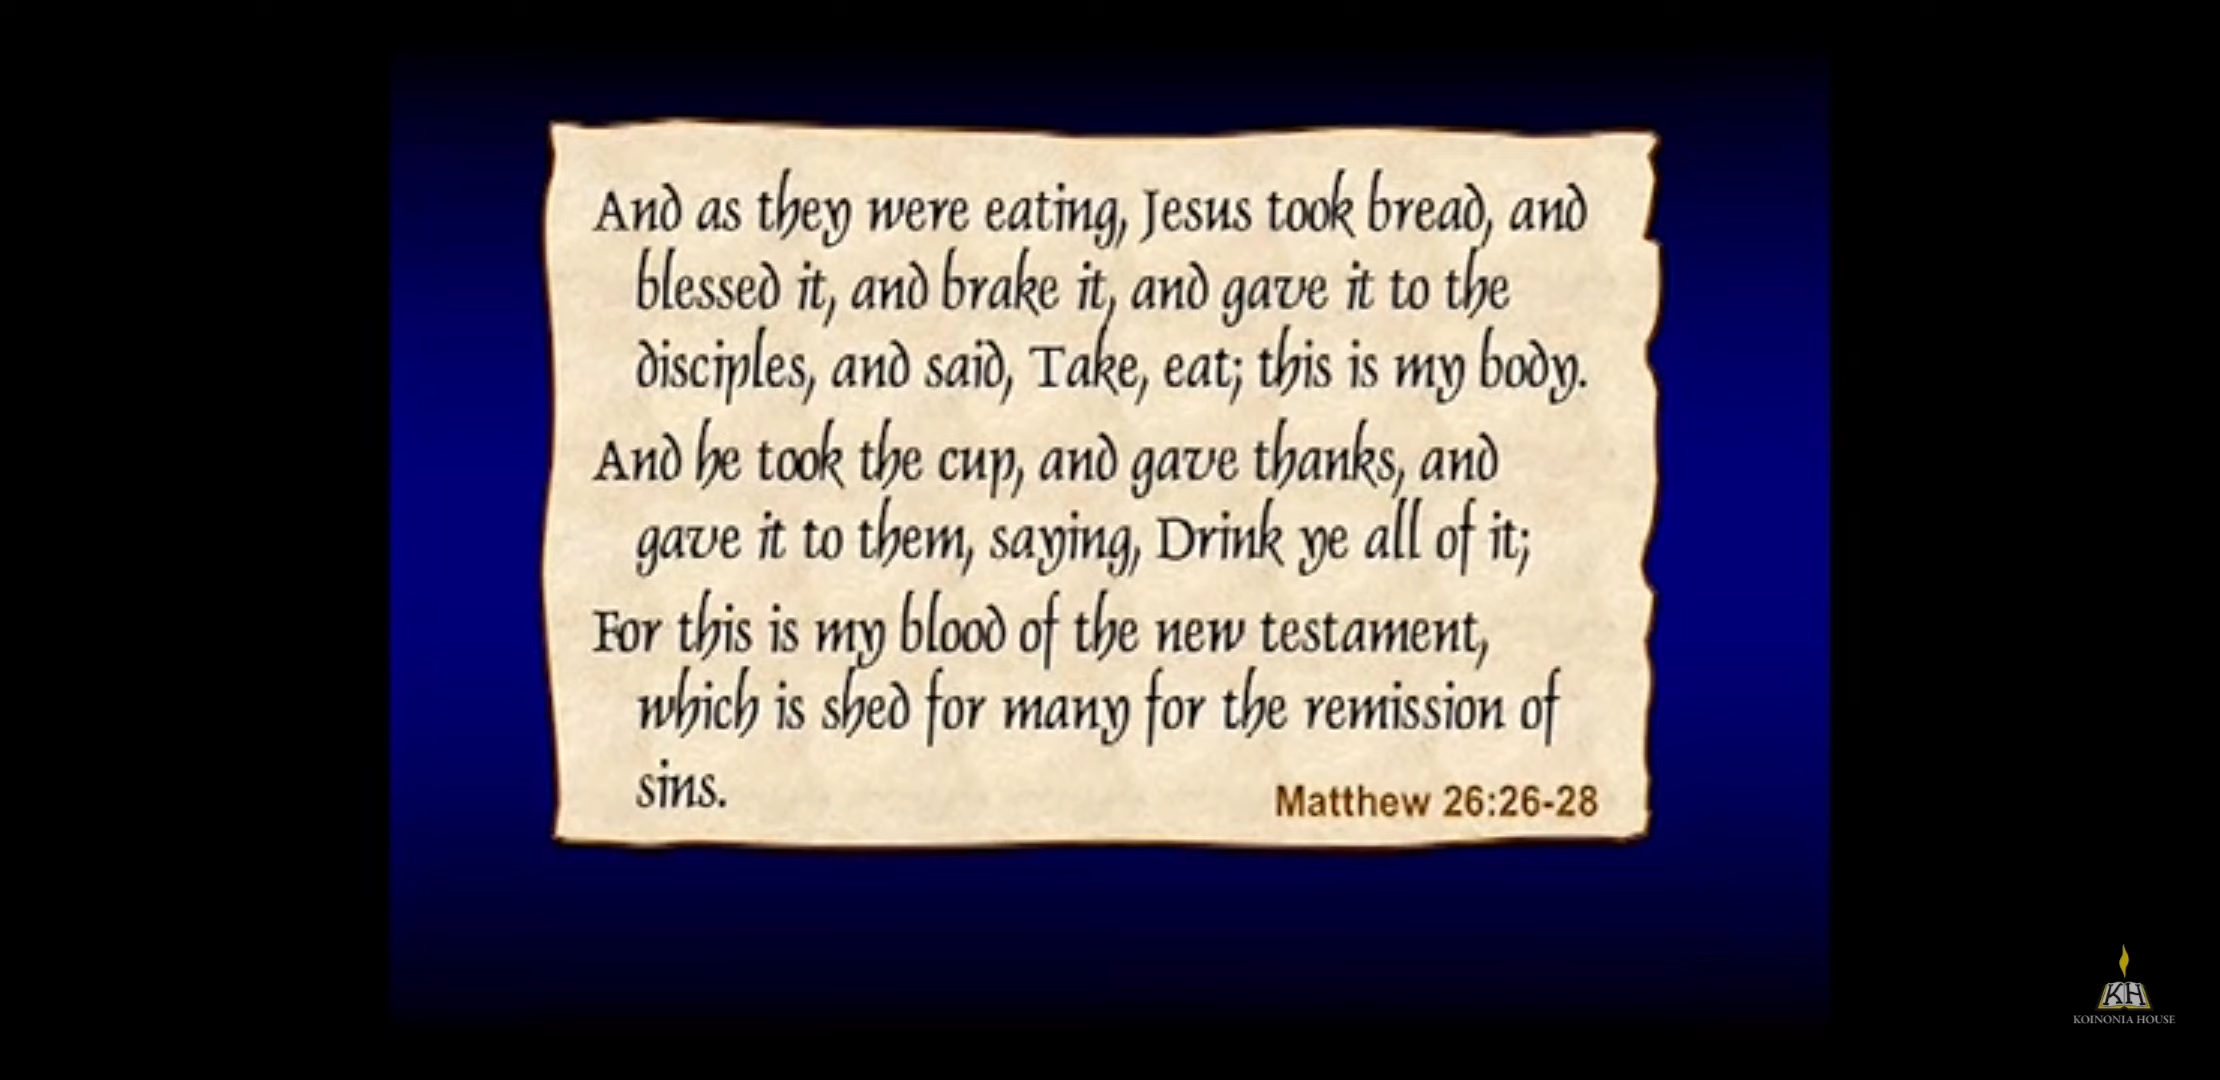 And as they were eating, Jesus took bread, and
blessed it, and brake it, and gave it to the
disciples, and said, Take, eat; this is my body.
And he took the cup, and gave thanks, and
gave it to them, saying, Drink ye all of it;
For this is my blood of the new testament,
which is shed for many for the remission of
sins.
Matthew 26:26-28
KH
KOINONIA HOUSE